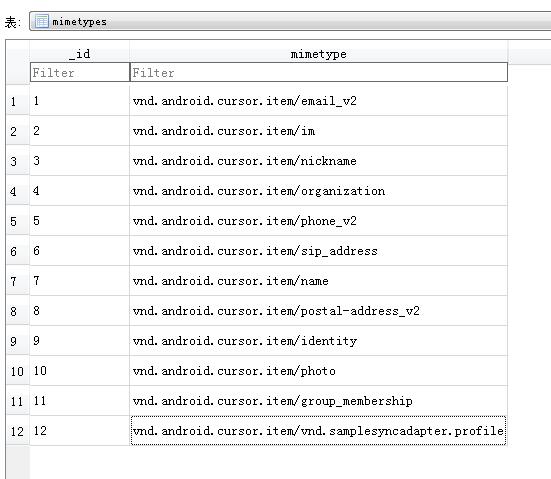 表: mimetypes
_id mimetype
Filter Filter
1 1 vnd.android.cursor.item/email_v2
2 2 vnd.android.cursor.item/im
3 3 vnd.android.cursor.item/nickname
4 4 vnd.android.cursor.item/organization
5 5 vnd.android.cursor.item/phone_v2
6 6 vnd.android.cursor.item/sip_address
7 7 vnd.android.cursor.item/name
8 8 vnd.android.cursor.item/postal-address_v2
9 9 vnd.android.cursor.item/identity
10 10 vnd.android.cursor.item/photo
11 11 vnd.android.cursor.item/group_membership
12 12 vnd.android.cursor.item/vnd.samplesyncadapter.profile